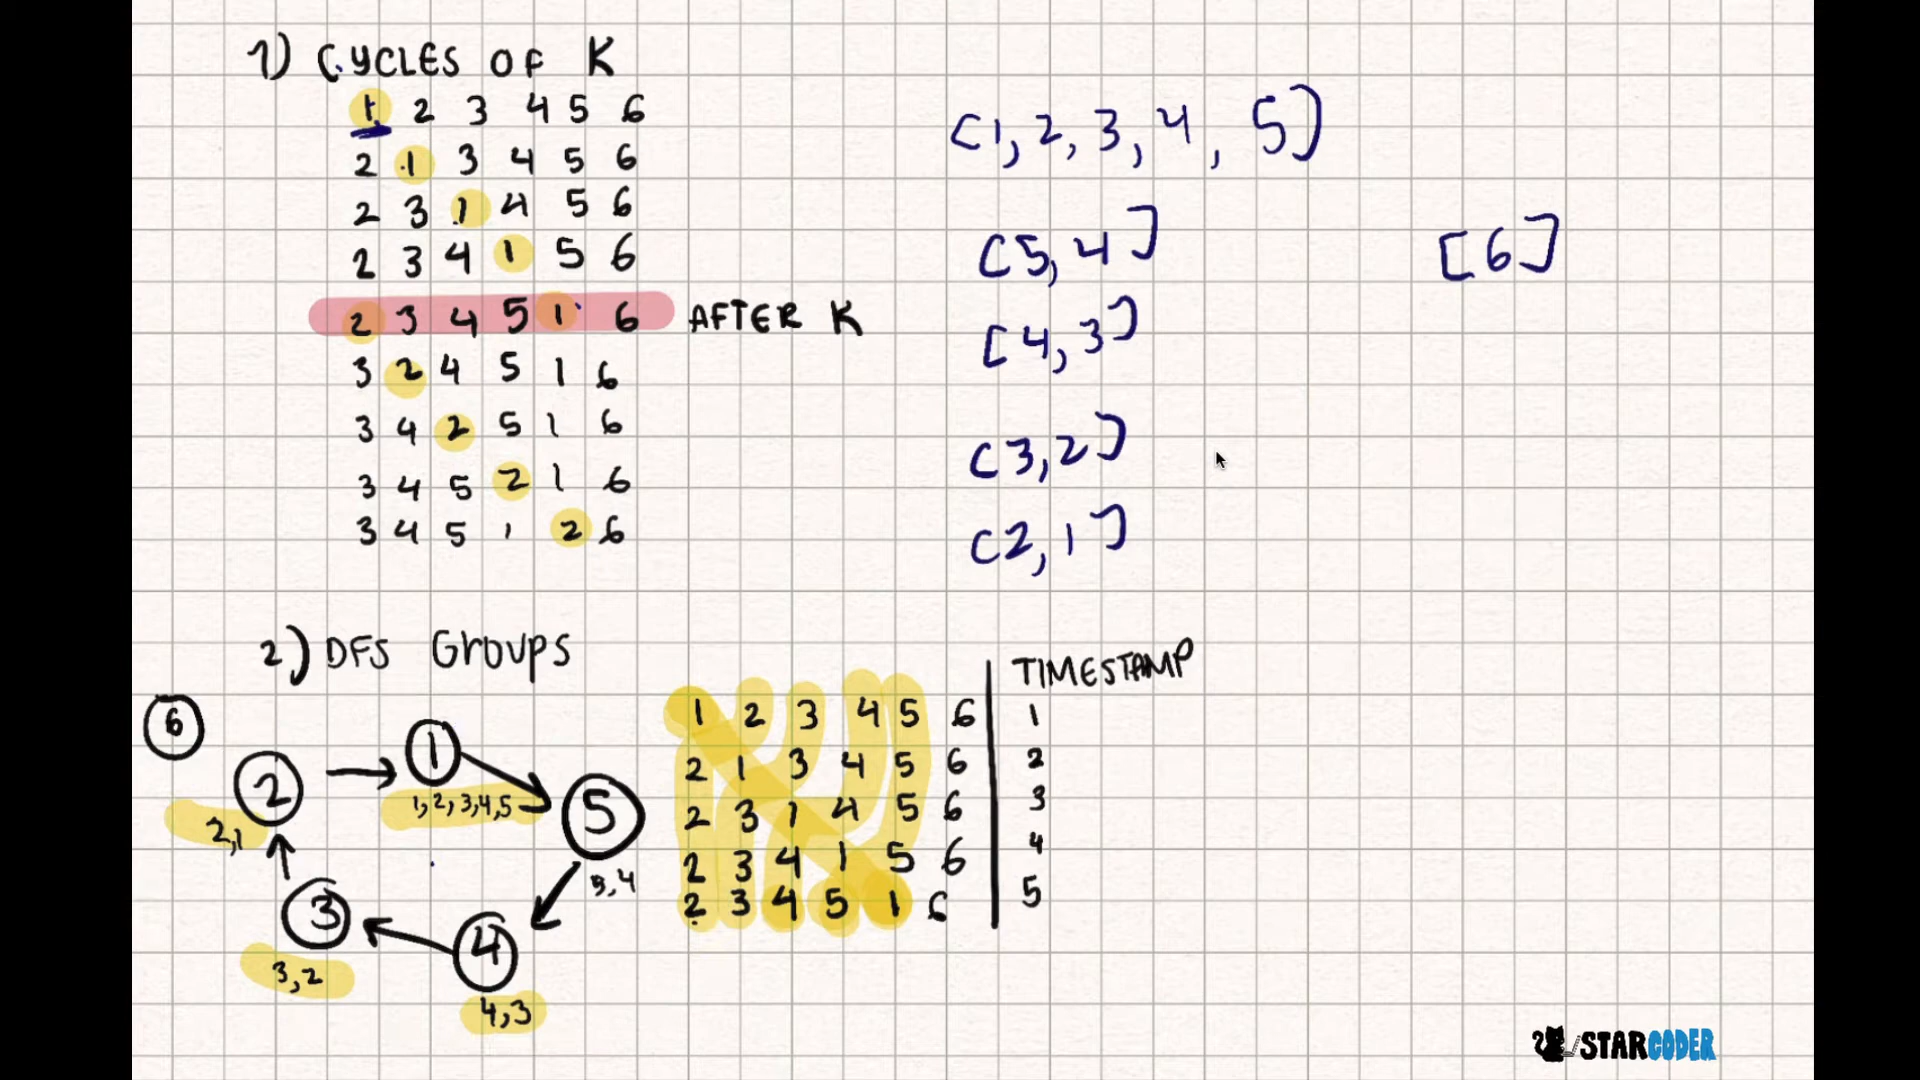 1) CYCLES OF K
1 2 3 4 5 6
2 1 3 4 5 6
2 3 1 4 5 6
2 3 4 1 5 6
2 3 4 5 1 6 AFTER K
3 2 4 5 1 6
3 4 2 5 1 6
3 4 5 2 1 6
3 4 5 1 2 6
[1, 2, 3, 4, 5]
[5, 4]
[4, 3]
[3, 2]
[2, 1]
[6]
2) DFS Groups
6
2
2,1
1
1,2,3,4,5
5
5,4
3
3,2
4
4,3
TIMESTAMP
1 2 3 4 5 6 1
2 1 3 4 5 6 2
2 3 1 4 5 6 3
2 3 4 1 5 6 4
2 3 4 5 1 6 5
STARCODER